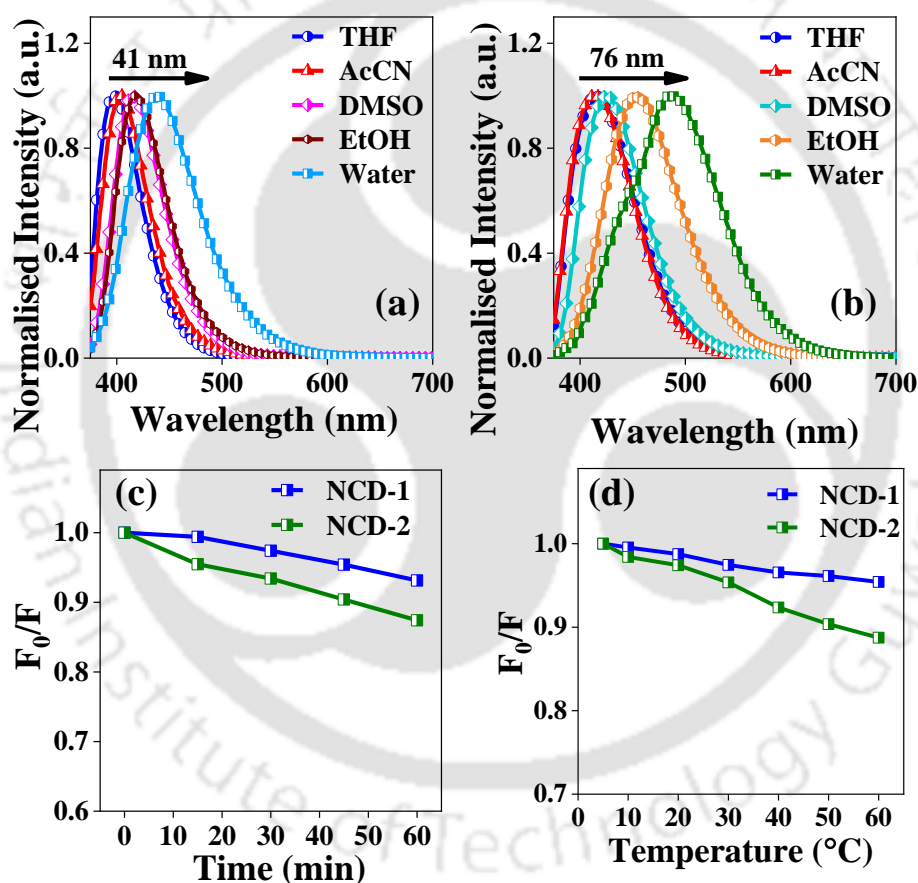 41 nm
THF
AcCN
DMSO
EtOH
Water
(a)
Normalised Intensity (a.u.)
1.2
0.8
0.4
0.0
400 500 600 700
Wavelength (nm)
76 nm
THF
AcCN
DMSO
EtOH
Water
(b)
Normalised Intensity (a.u.)
1.2
0.8
0.4
0.0
400 500 600 700
Wavelength (nm)
(c)
NCD-1
NCD-2
F0/F
1.0
0.9
0.8
0.7
0.6
0 10 20 30 40 50 60
Time (min)
(d)
NCD-1
NCD-2
F0/F
1.0
0.9
0.8
0.7
0 10 20 30 40 50 60
Temperature (°C)
Indian Institute of Technology